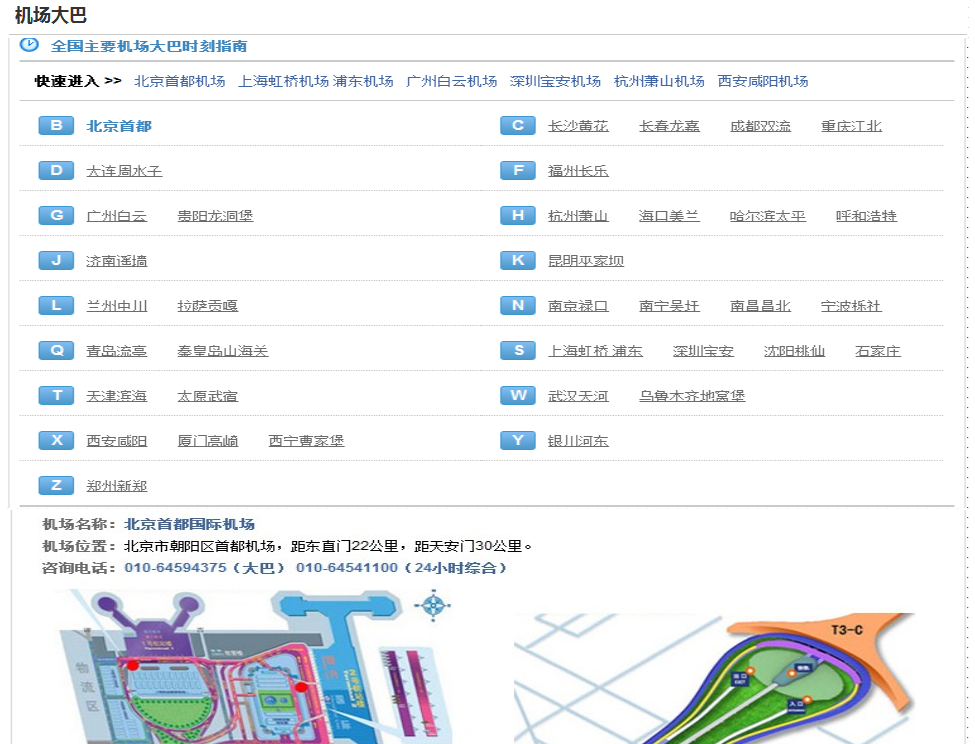 机场大巴
全国主要机场大巴时刻指南
快速进入 >> 北京首都机场 上海虹桥机场 浦东机场 广州白云机场 深圳宝安机场 杭州萧山机场 西安咸阳机场
B 北京首都
C 长沙黄花 长春龙嘉 成都双流 重庆江北
D 大连周水子
F 福州长乐
G 广州白云 贵阳龙洞堡
H 杭州萧山 海口美兰 哈尔滨太平 呼和浩特
J 济南遥墙
K 昆明巫家坝
L 兰州中川 拉萨贡嘎
N 南京禄口 南宁吴圩 南昌昌北 宁波栎社
Q 青岛流亭 秦皇岛山海关
S 上海虹桥 浦东 深圳宝安 沈阳桃仙 石家庄
T 天津滨海 太原武宿
W 武汉天河 乌鲁木齐地窝堡
X 西安咸阳 厦门高崎 西宁曹家堡
Y 银川河东
Z 郑州新郑
机场名称：北京首都国际机场
机场位置：北京市朝阳区首都机场，距东直门22公里，距天安门30公里。
咨询电话：010-64594375（大巴） 010-64541100（24小时综合）
物流区
T3-C
出口
EXIT
入口